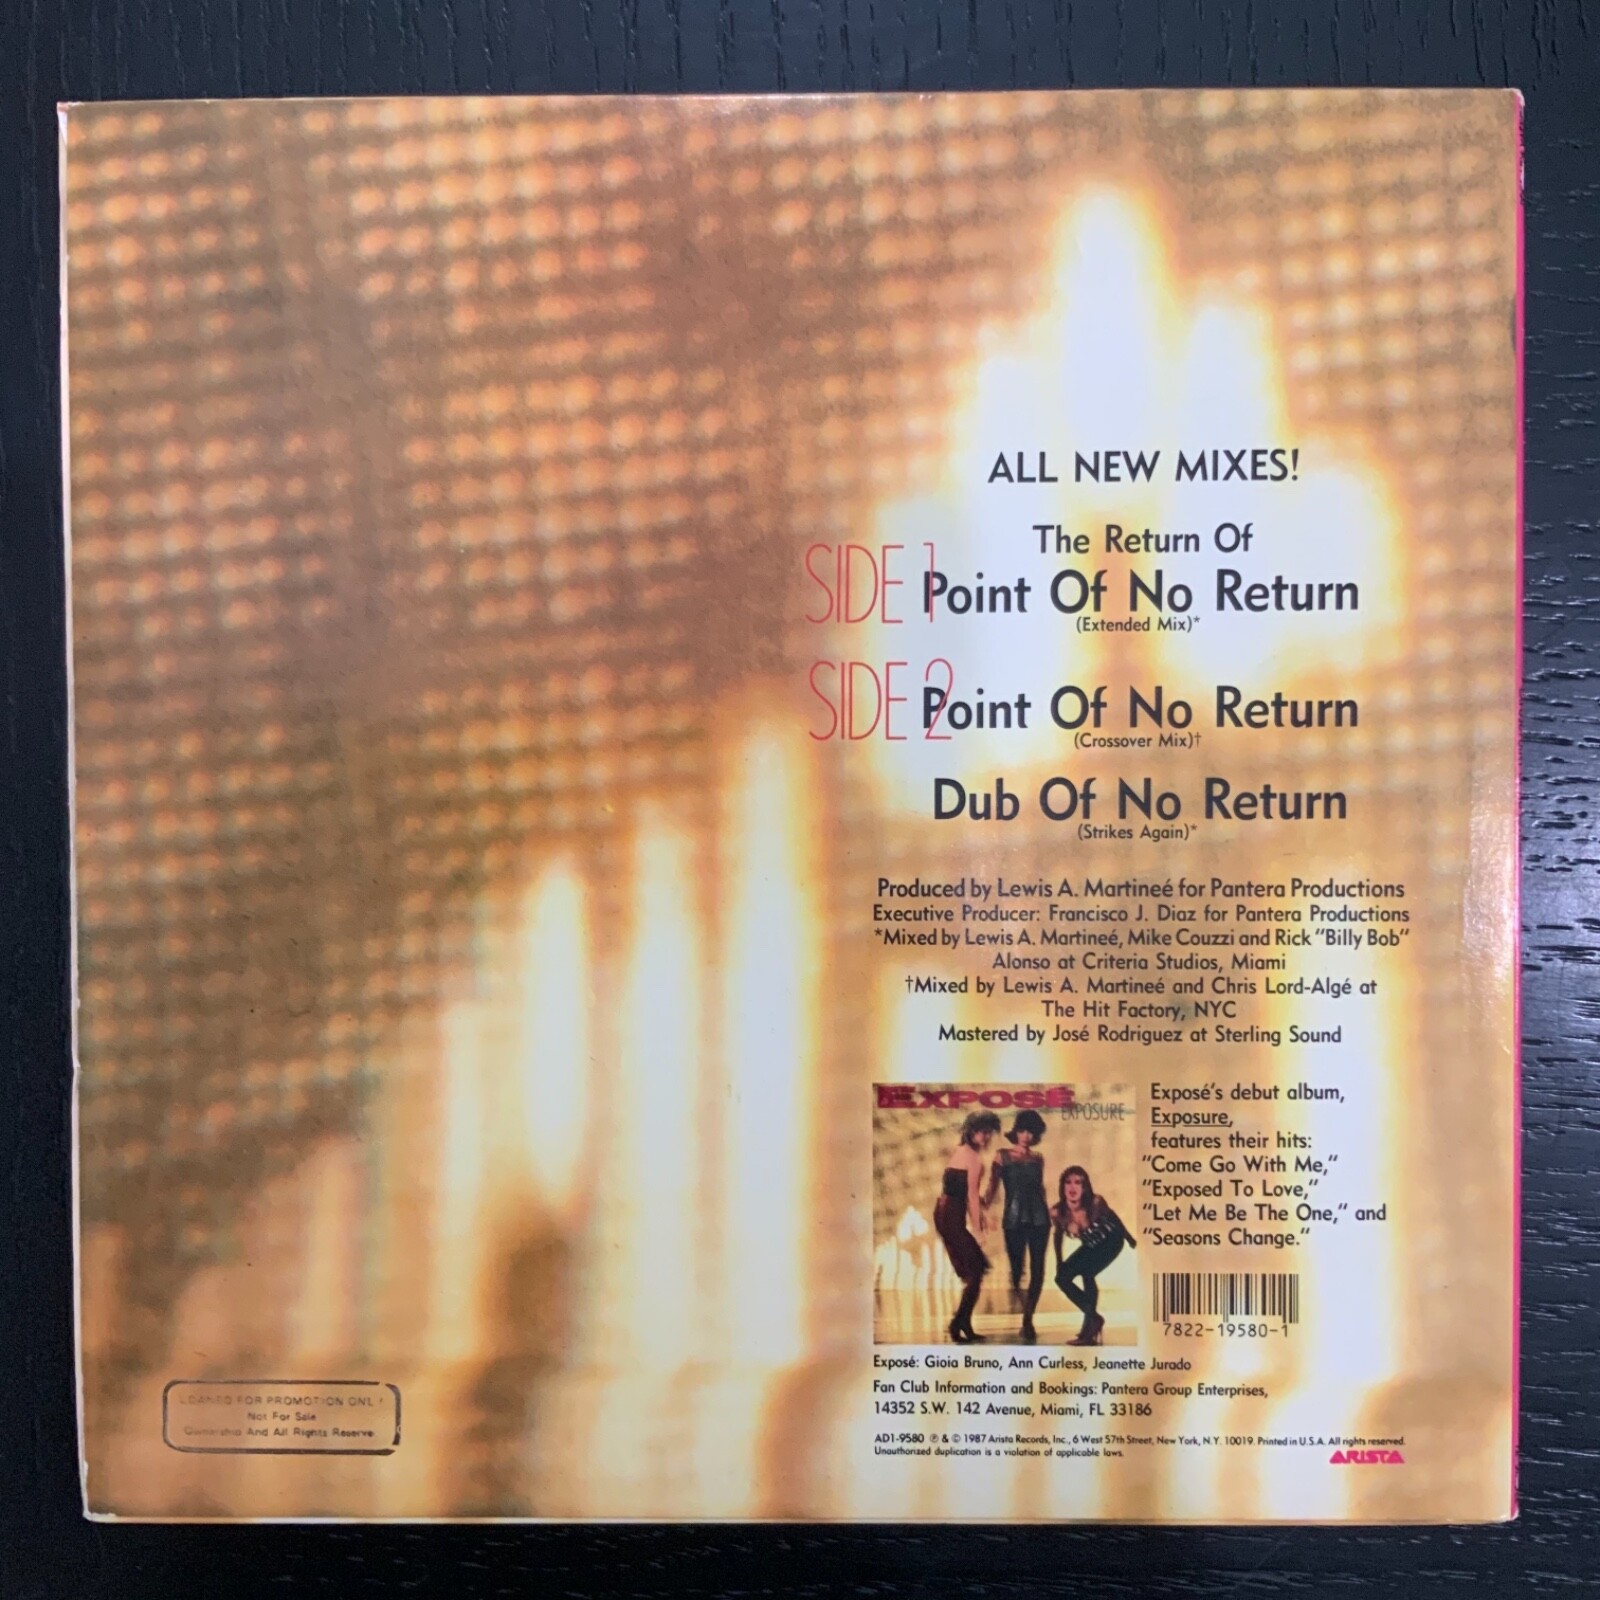 ALL NEW MIXES!
The Return Of
SIDE 1 Point Of No Return
(Extended Mix)*
SIDE 2 Point Of No Return
(Crossover Mix)†
Dub Of No Return
(Strikes Again)*
Produced by Lewis A. Martineé for Pantera Productions
Executive Producer: Francisco J. Diaz for Pantera Productions
*Mixed by Lewis A. Martineé, Mike Couzzi and Rick "Billy Bob"
Alonso at Criteria Studios, Miami
†Mixed by Lewis A. Martineé and Chris Lord-Algé at
The Hit Factory, NYC
Mastered by José Rodriguez at Sterling Sound
EXPOSÉ
EXPOSURE
Exposé's debut album,
Exposure,
features their hits:
"Come Go With Me,"
"Exposed To Love,"
"Let Me Be The One," and
"Seasons Change."
7822-19580-1
Exposé: Gioia Bruno, Ann Curless, Jeanette Jurado
Fan Club Information and Bookings: Pantera Group Enterprises,
14352 S.W. 142 Avenue, Miami, FL 33186
AD1-9580 ℗ & © 1987 Arista Records, Inc., 6 West 57th Street, New York, N.Y. 10019. Printed in U.S.A. All rights reserved.
Unauthorized duplication is a violation of applicable laws.
ARISTA
LOANED FOR PROMOTION ONLY
Not For Sale
Ownership And All Rights Reserve